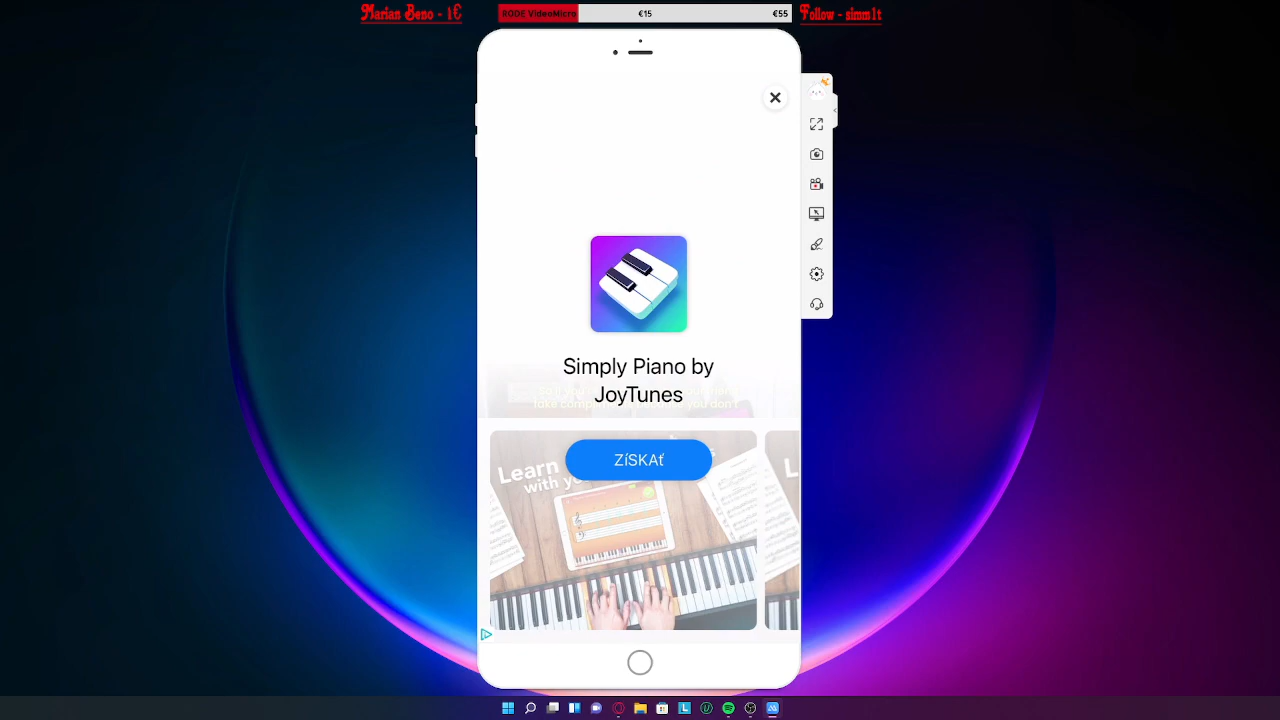 Marian Beno - 1€
RODE VideoMicro
€15
€55
Follow - simm1t
Simply Piano by
JoyTunes
ZíSKAť
Learn
with yo